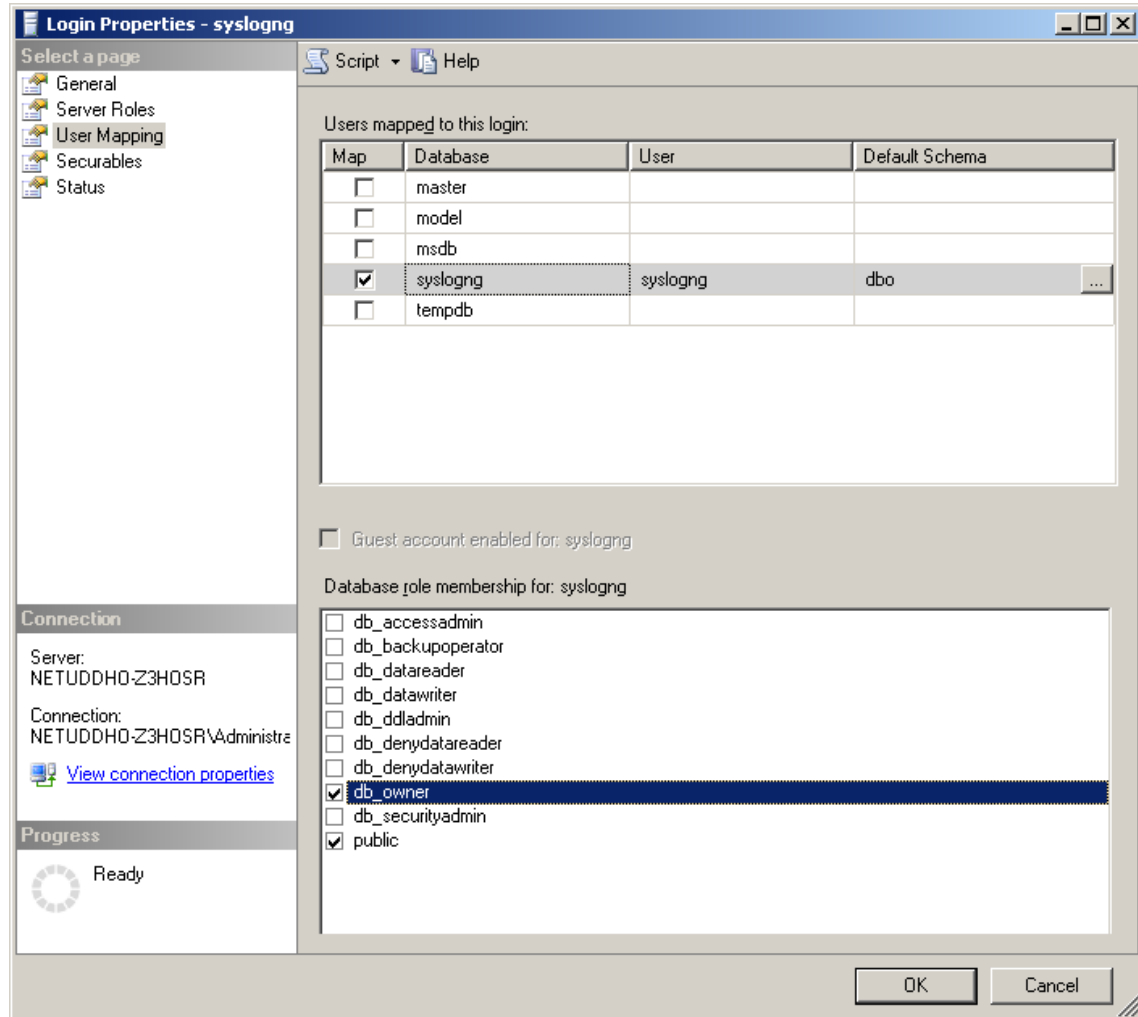 Login Properties - syslogng
Select a page
General
Server Roles
User Mapping
Securables
Status
Script Help
Users mapped to this login:
Map Database User Default Schema
master
model
msdb
syslogng syslogng dbo ...
tempdb
Guest account enabled for: syslogng
Database role membership for: syslogng
db_accessadmin
db_backupoperator
db_datareader
db_datawriter
db_ddladmin
db_denydatareader
db_denydatawriter
db_owner
db_securityadmin
public
Connection
Server:
NETUDDHO-Z3HOSR
Connection:
NETUDDHO-Z3HOSR\Administra
View connection properties
Progress
Ready
OK Cancel